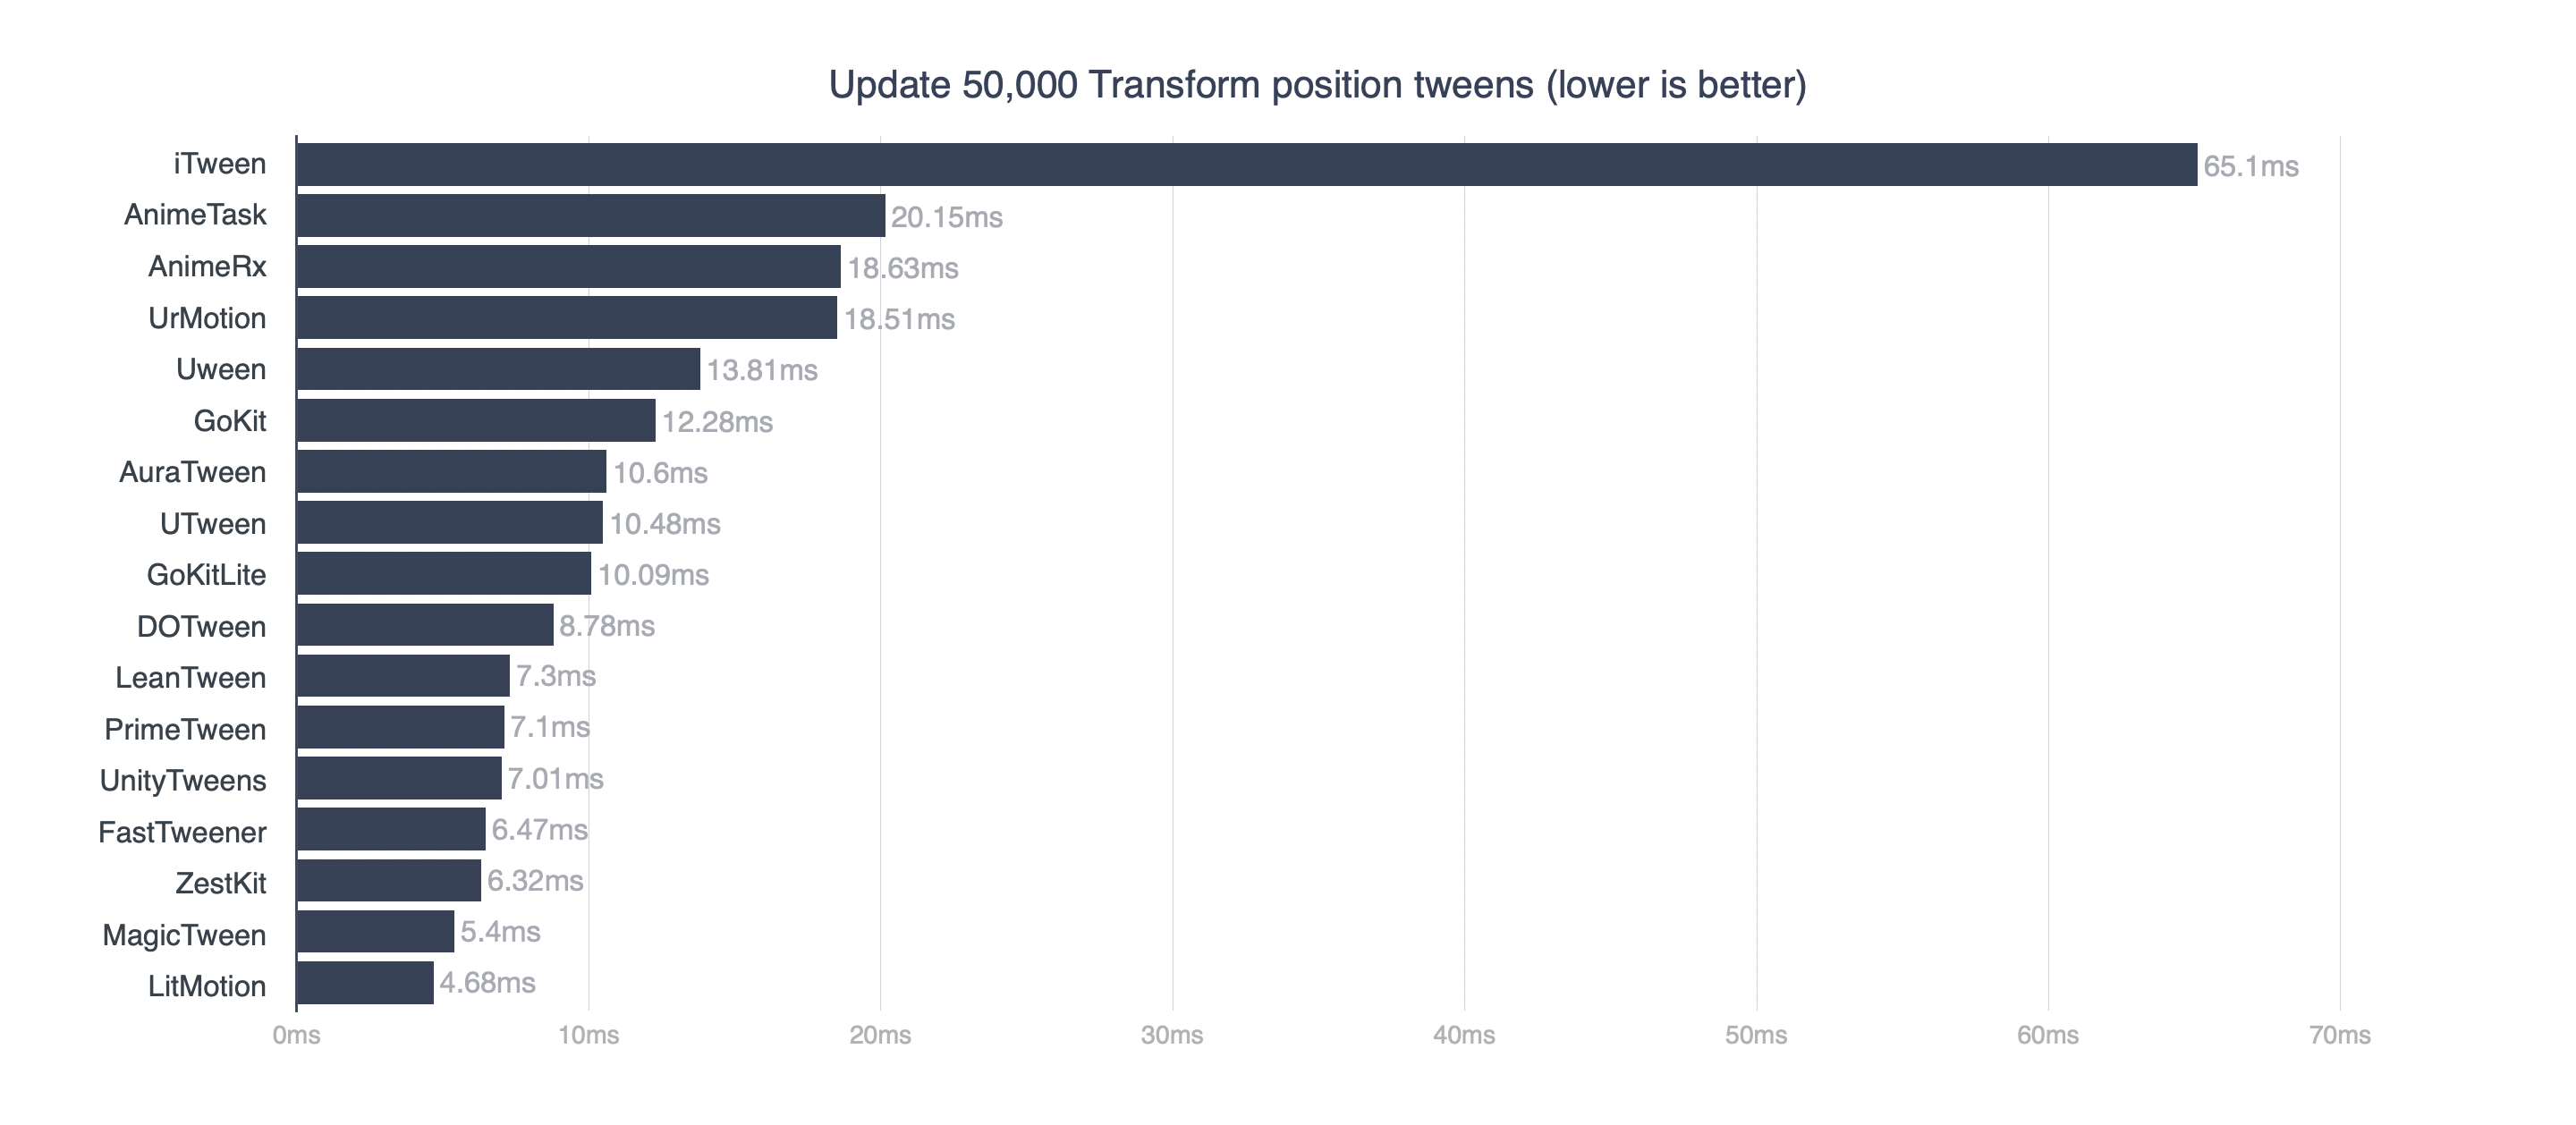 Update 50,000 Transform position tweens (lower is better)
iTween 65.1ms
AnimeTask 20.15ms
AnimeRx 18.63ms
UrMotion 18.51ms
Uween 13.81ms
GoKit 12.28ms
AuraTween 10.6ms
UTween 10.48ms
GoKitLite 10.09ms
DOTween 8.78ms
LeanTween 7.3ms
PrimeTween 7.1ms
UnityTweens 7.01ms
FastTweener 6.47ms
ZestKit 6.32ms
MagicTween 5.4ms
LitMotion 4.68ms
0ms 10ms 20ms 30ms 40ms 50ms 60ms 70ms